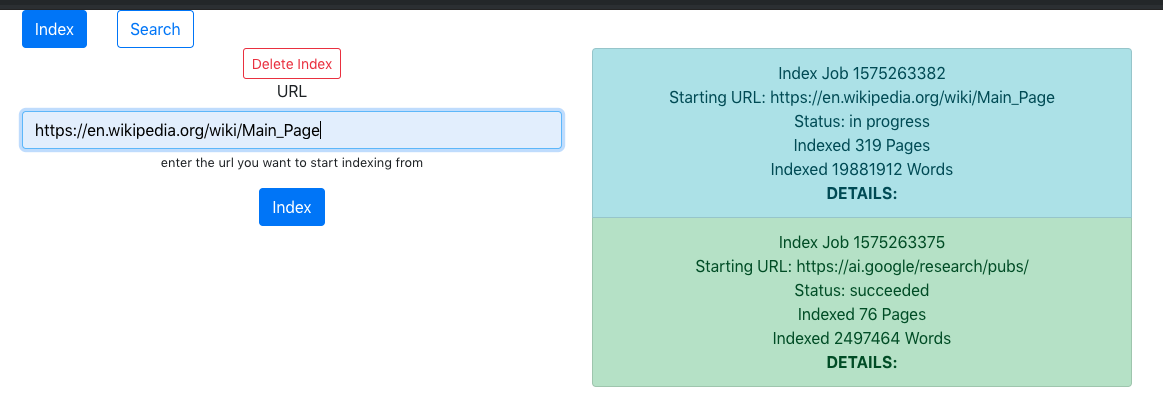 Index
Search
Delete Index
URL
https://en.wikipedia.org/wiki/Main_Page
enter the url you want to start indexing from
Index
Index Job 1575263382
Starting URL: https://en.wikipedia.org/wiki/Main_Page
Status: in progress
Indexed 319 Pages
Indexed 19881912 Words
DETAILS:
Index Job 1575263375
Starting URL: https://ai.google/research/pubs/
Status: succeeded
Indexed 76 Pages
Indexed 2497464 Words
DETAILS: